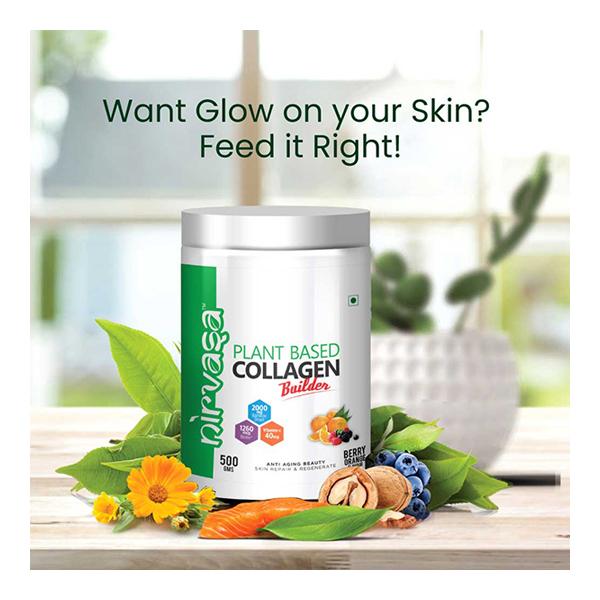 Want Glow on your Skin?
Feed it Right!
nirvasa™
PLANT BASED
COLLAGEN
Builder
2000
1260
Vitamin C
40mg
500
GMS
ANTI AGING BEAUTY
SKIN REPAIR & REGENERATE
BERRY
ORANGE